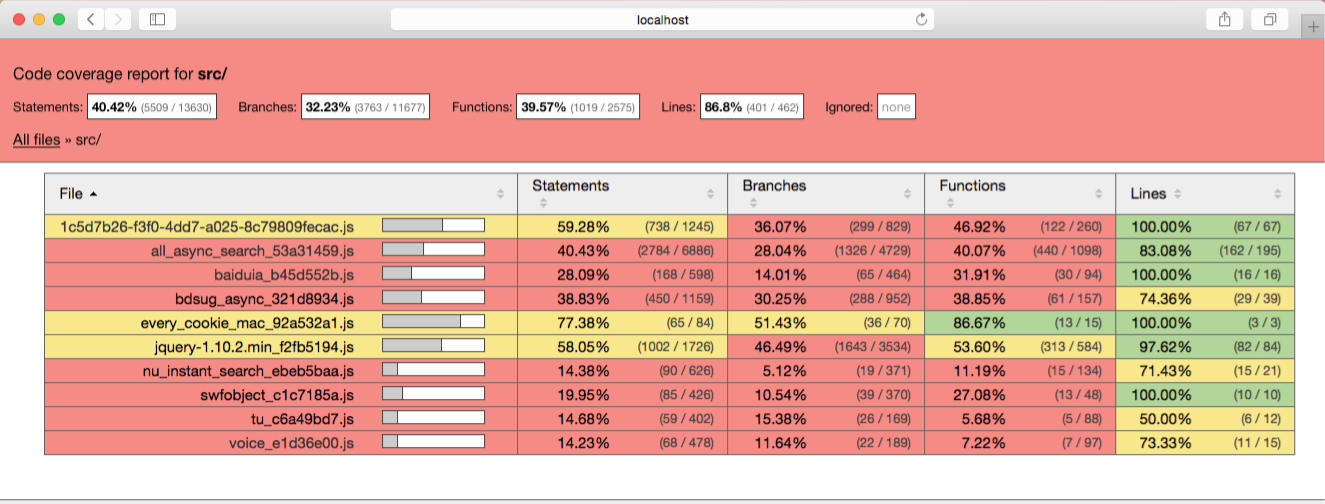 localhost
Code coverage report for src/
Statements: 40.42% (5509 / 13630) Branches: 32.23% (3763 / 11677) Functions: 39.57% (1019 / 2575) Lines: 86.8% (401 / 462) Ignored: none
All files » src/
File Statements Branches Functions Lines
1c5d7b26-f3f0-4dd7-a025-8c79809fecac.js 59.28% (738 / 1245) 36.07% (299 / 829) 46.92% (122 / 260) 100.00% (67 / 67)
all_async_search_53a31459.js 40.43% (2784 / 6886) 28.04% (1326 / 4729) 40.07% (440 / 1098) 83.08% (162 / 195)
baiduia_b45d552b.js 28.09% (168 / 598) 14.01% (65 / 464) 31.91% (30 / 94) 100.00% (16 / 16)
bdsug_async_321d8934.js 38.83% (450 / 1159) 30.25% (288 / 952) 38.85% (61 / 157) 74.36% (29 / 39)
every_cookie_mac_92a532a1.js 77.38% (65 / 84) 51.43% (36 / 70) 86.67% (13 / 15) 100.00% (3 / 3)
jquery-1.10.2.min_f2fb5194.js 58.05% (1002 / 1726) 46.49% (1643 / 3534) 53.60% (313 / 584) 97.62% (82 / 84)
nu_instant_search_ebeb5baa.js 14.38% (90 / 626) 5.12% (19 / 371) 11.19% (15 / 134) 71.43% (15 / 21)
swfobject_c1c7185a.js 19.95% (85 / 426) 10.54% (39 / 370) 27.08% (13 / 48) 100.00% (10 / 10)
tu_c6a49bd7.js 14.68% (59 / 402) 15.38% (26 / 169) 5.68% (5 / 88) 50.00% (6 / 12)
voice_e1d36e00.js 14.23% (68 / 478) 11.64% (22 / 189) 7.22% (7 / 97) 73.33% (11 / 15)